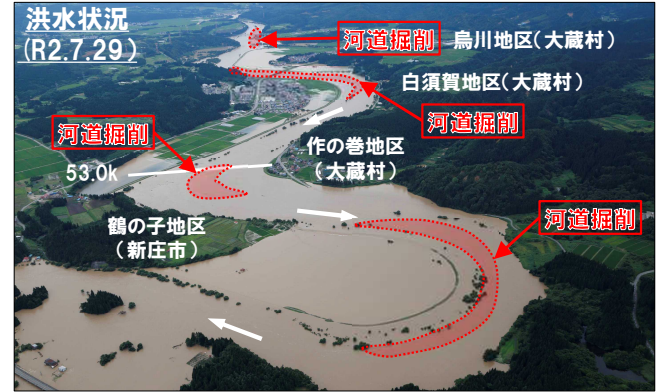 洪水状況
(R2.7.29)
河道掘削
烏川地区(大蔵村)
白須賀地区(大蔵村)
河道掘削
河道掘削
作の巻地区
(大蔵村)
53.0k
河道掘削
鶴の子地区
(新庄市)